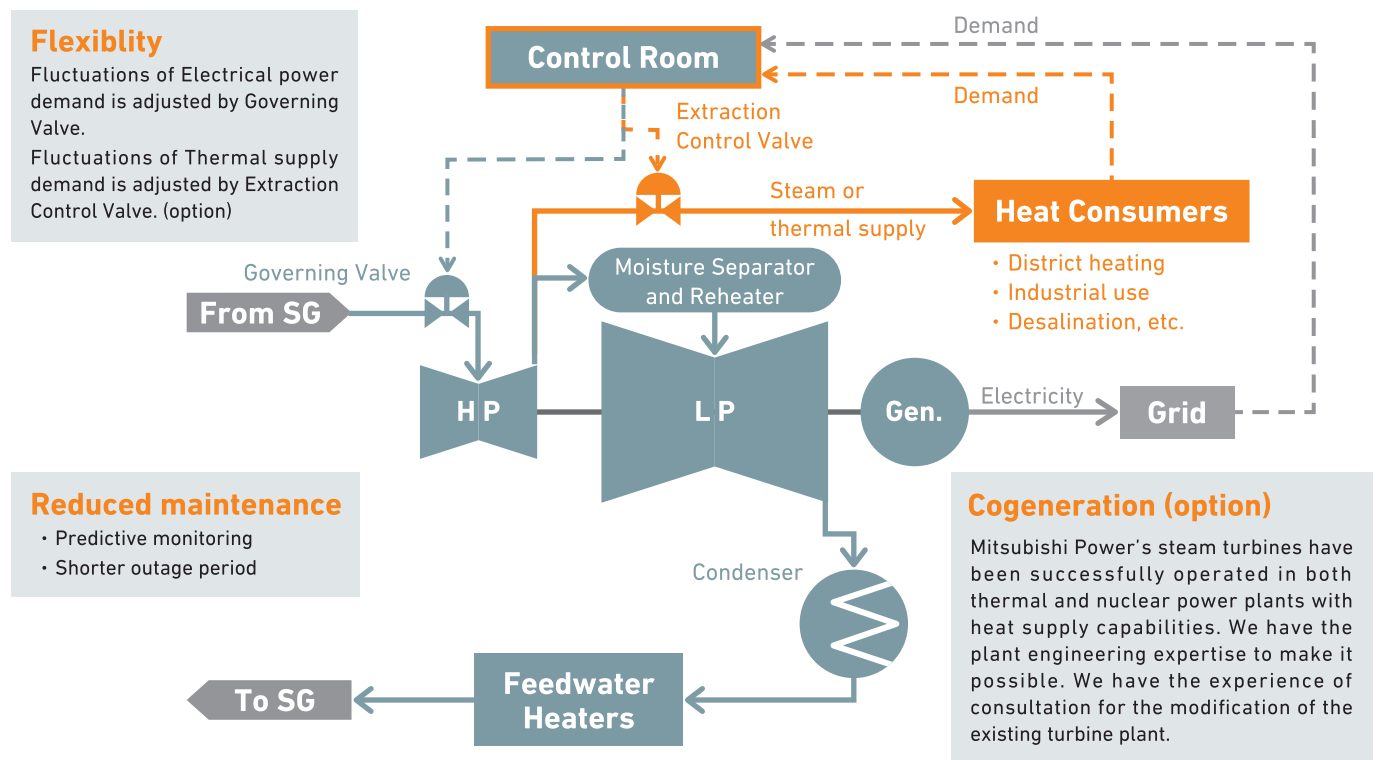 Flexiblity
Fluctuations of Electrical power
demand is adjusted by Governing
Valve.
Fluctuations of Thermal supply
demand is adjusted by Extraction
Control Valve. (option)
Control Room
Demand
Demand
Extraction
Control Valve
Steam or
thermal supply
Heat Consumers
• District heating
• Industrial use
• Desalination, etc.
Governing Valve
From SG
Moisture Separator
and Reheater
H P
L P
Gen.
Electricity
Grid
Reduced maintenance
• Predictive monitoring
• Shorter outage period
Condenser
Feedwater
Heaters
To SG
Cogeneration (option)
Mitsubishi Power's steam turbines have
been successfully operated in both
thermal and nuclear power plants with
heat supply capabilities. We have the
plant engineering expertise to make it
possible. We have the experience of
consultation for the modification of the
existing turbine plant.